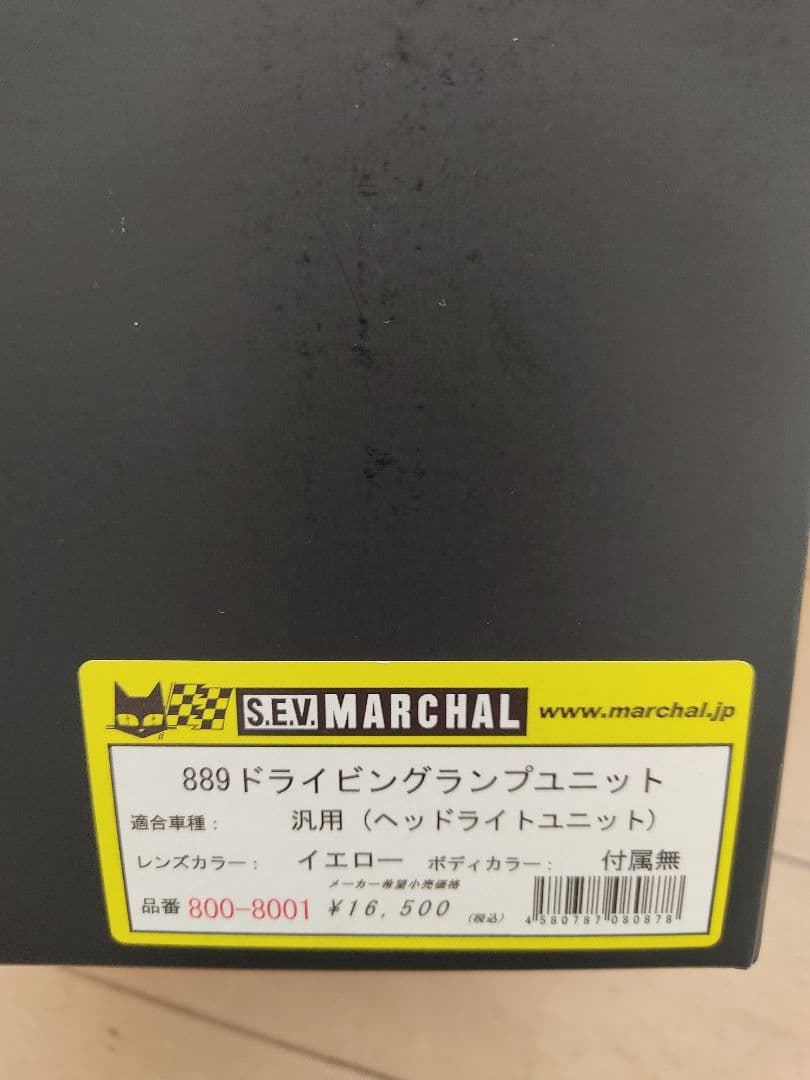 S.E.V. MARCHAL www.marchal.jp
889ドライビングランプユニット
適合車種： 汎用（ヘッドライトユニット）
レンズカラー： イエロー ボディカラー： 付属無
メーカー希望小売価格
品番 800-8001 ¥16,500 (税込)
4580787080878